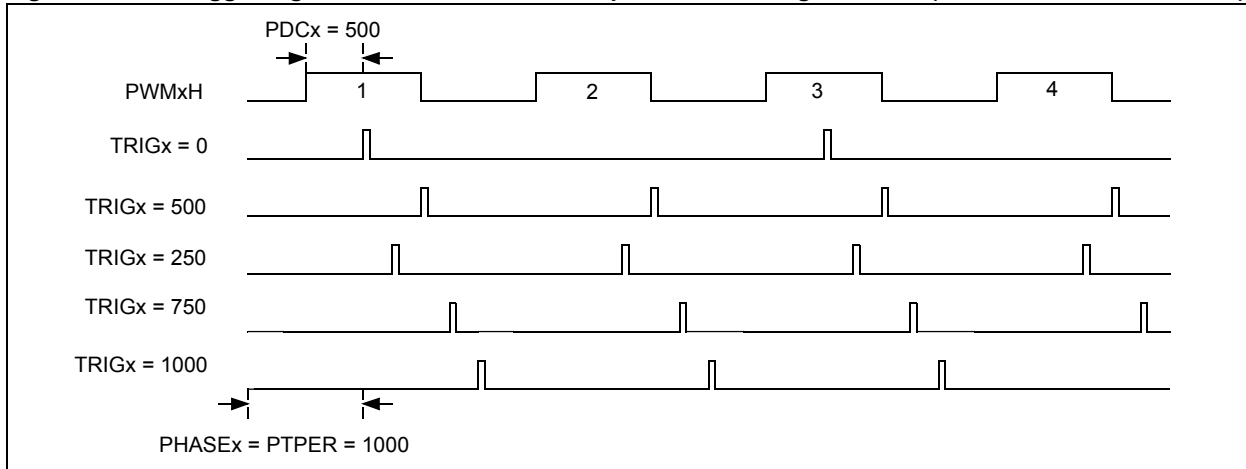 PDCx = 500
PWMxH
1
2
3
4
TRIGx = 0
TRIGx = 500
TRIGx = 250
TRIGx = 750
TRIGx = 1000
PHASEx = PTPER = 1000